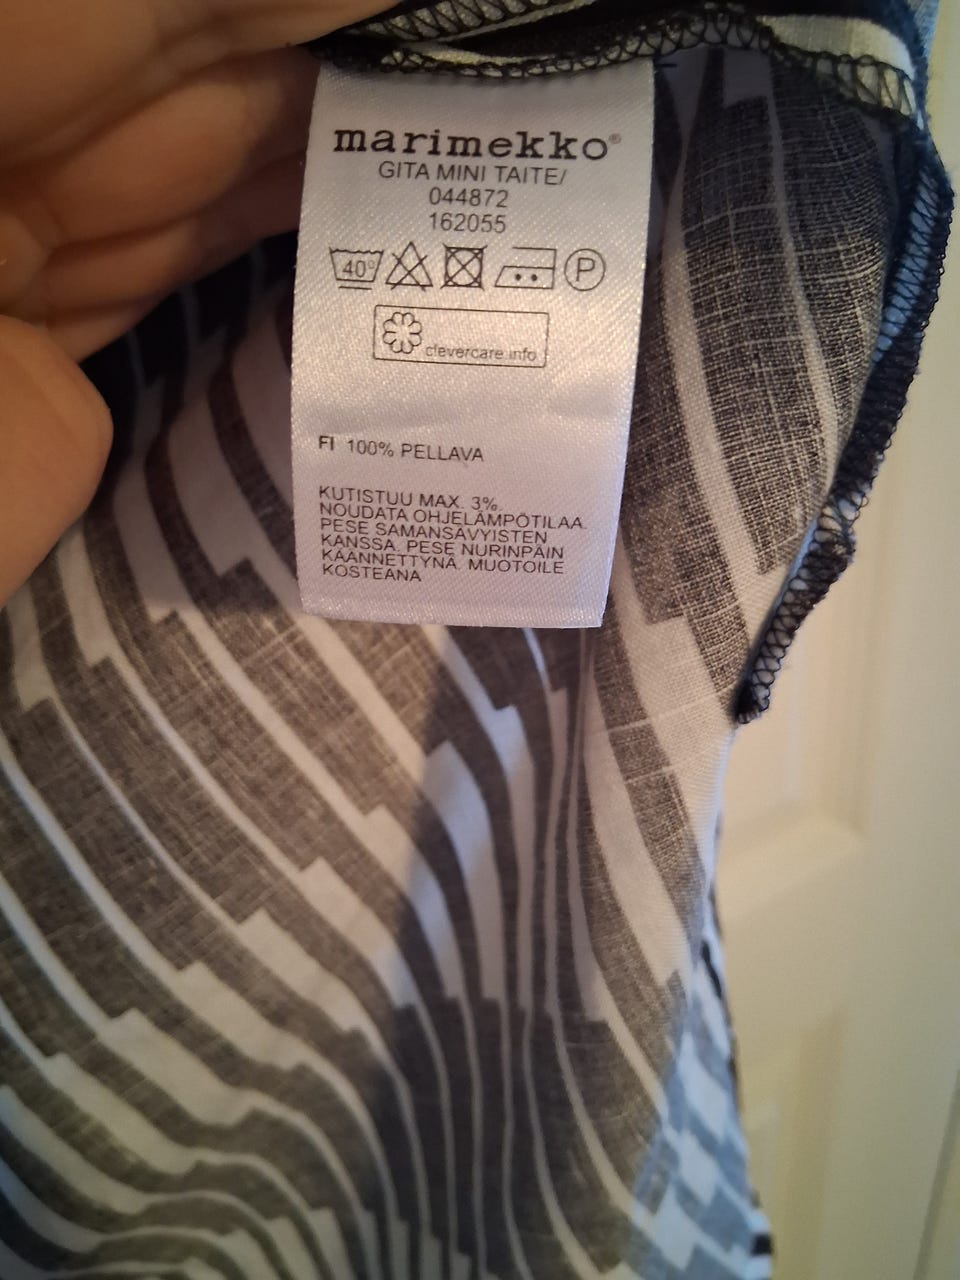 marimekko®
GITA MINI TAITE/
044872
162055
40° P
clevercare.info
FI 100% PELLAVA
KUTISTUU MAX. 3%.
NOUDATA OHJELÄMPÖTILAA.
PESE SAMANSÄVYISTEN
KANSSA. PESE NURINPÄIN
KÄÄNNETTYNÄ. MUOTOILE
KOSTEANA